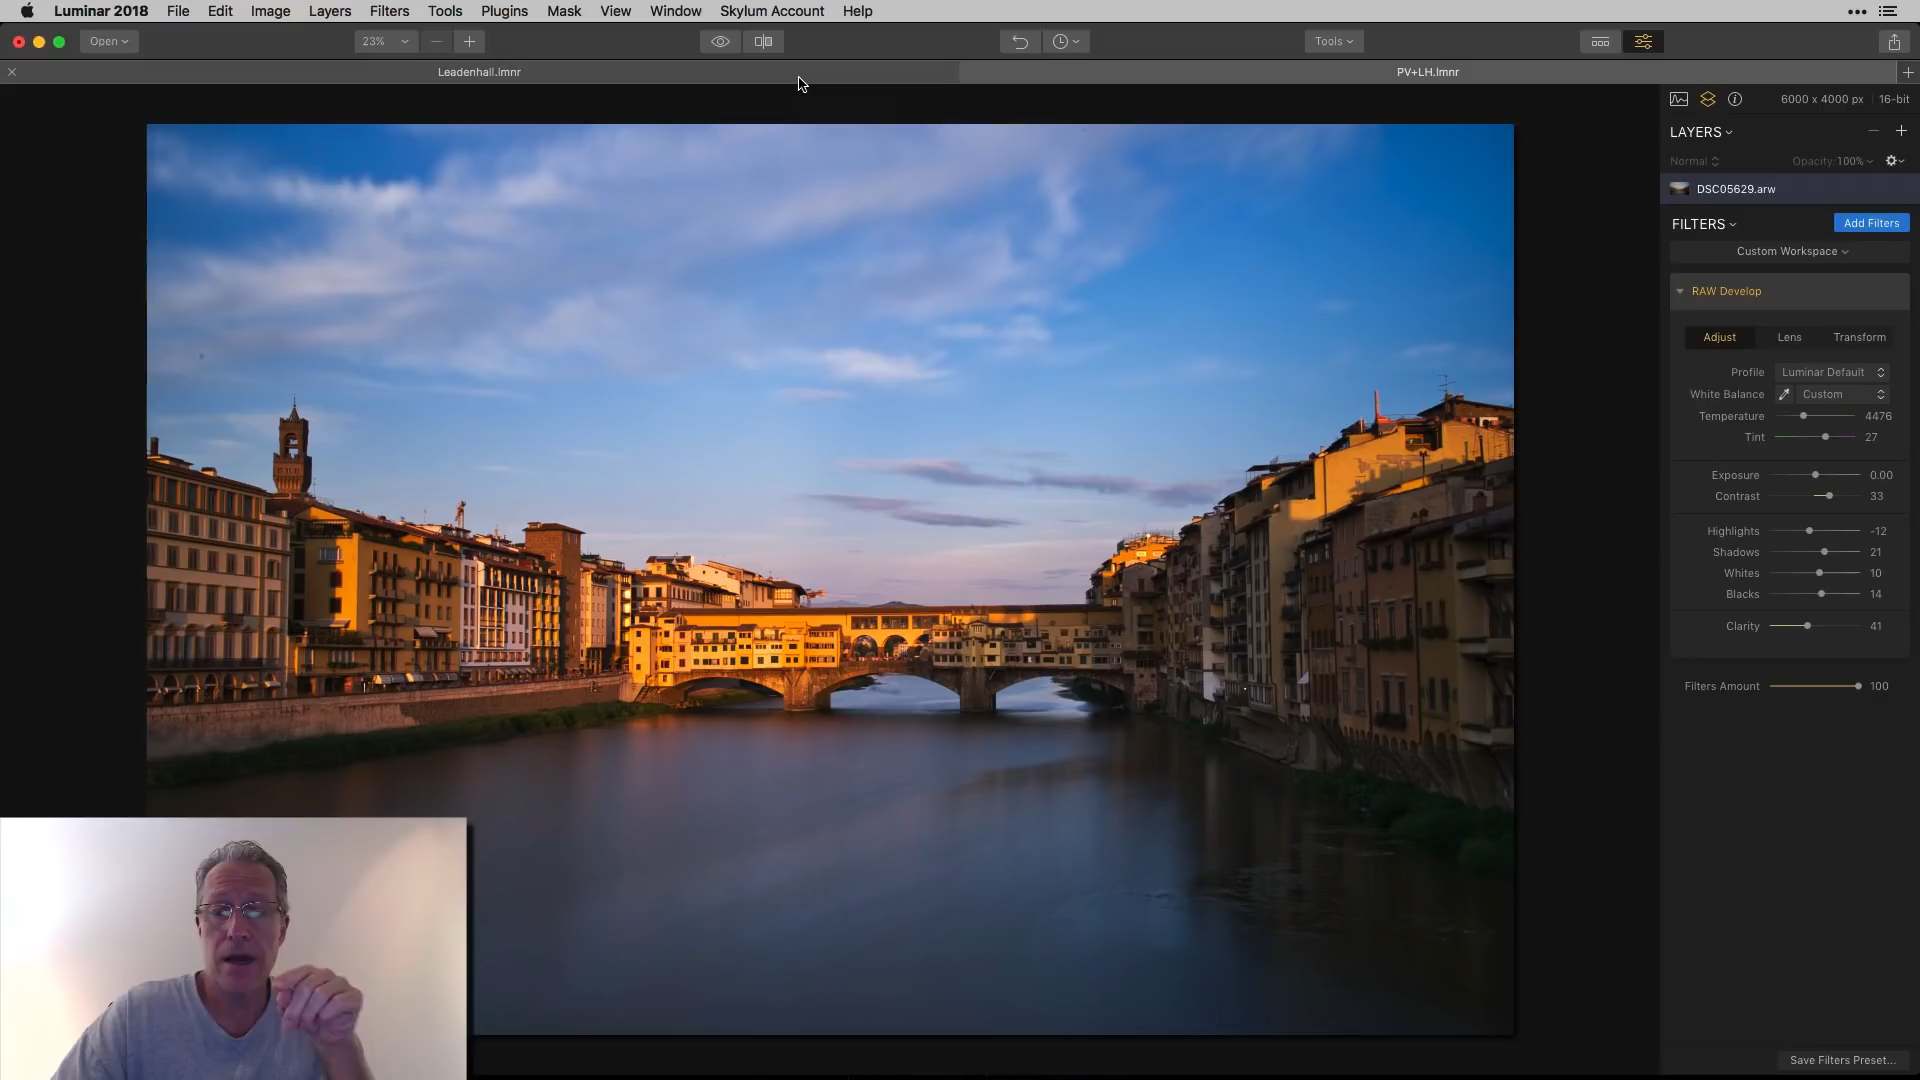 Luminar 2018 File Edit Image Layers Filters Tools Plugins Mask View Window Skylum Account Help
Open 23% Tools
Leadenhall.lmnr PV+LH.lmnr
6000 x 4000 px 16-bit
LAYERS
Normal Opacity: 100%
DSC05629.arw
FILTERS Add Filters
Custom Workspace
RAW Develop
Adjust Lens Transform
Profile Luminar Default
White Balance Custom
Temperature 4476
Tint 27
Exposure 0.00
Contrast 33
Highlights -12
Shadows 21
Whites 10
Blacks 14
Clarity 41
Filters Amount 100
Save Filters Preset...